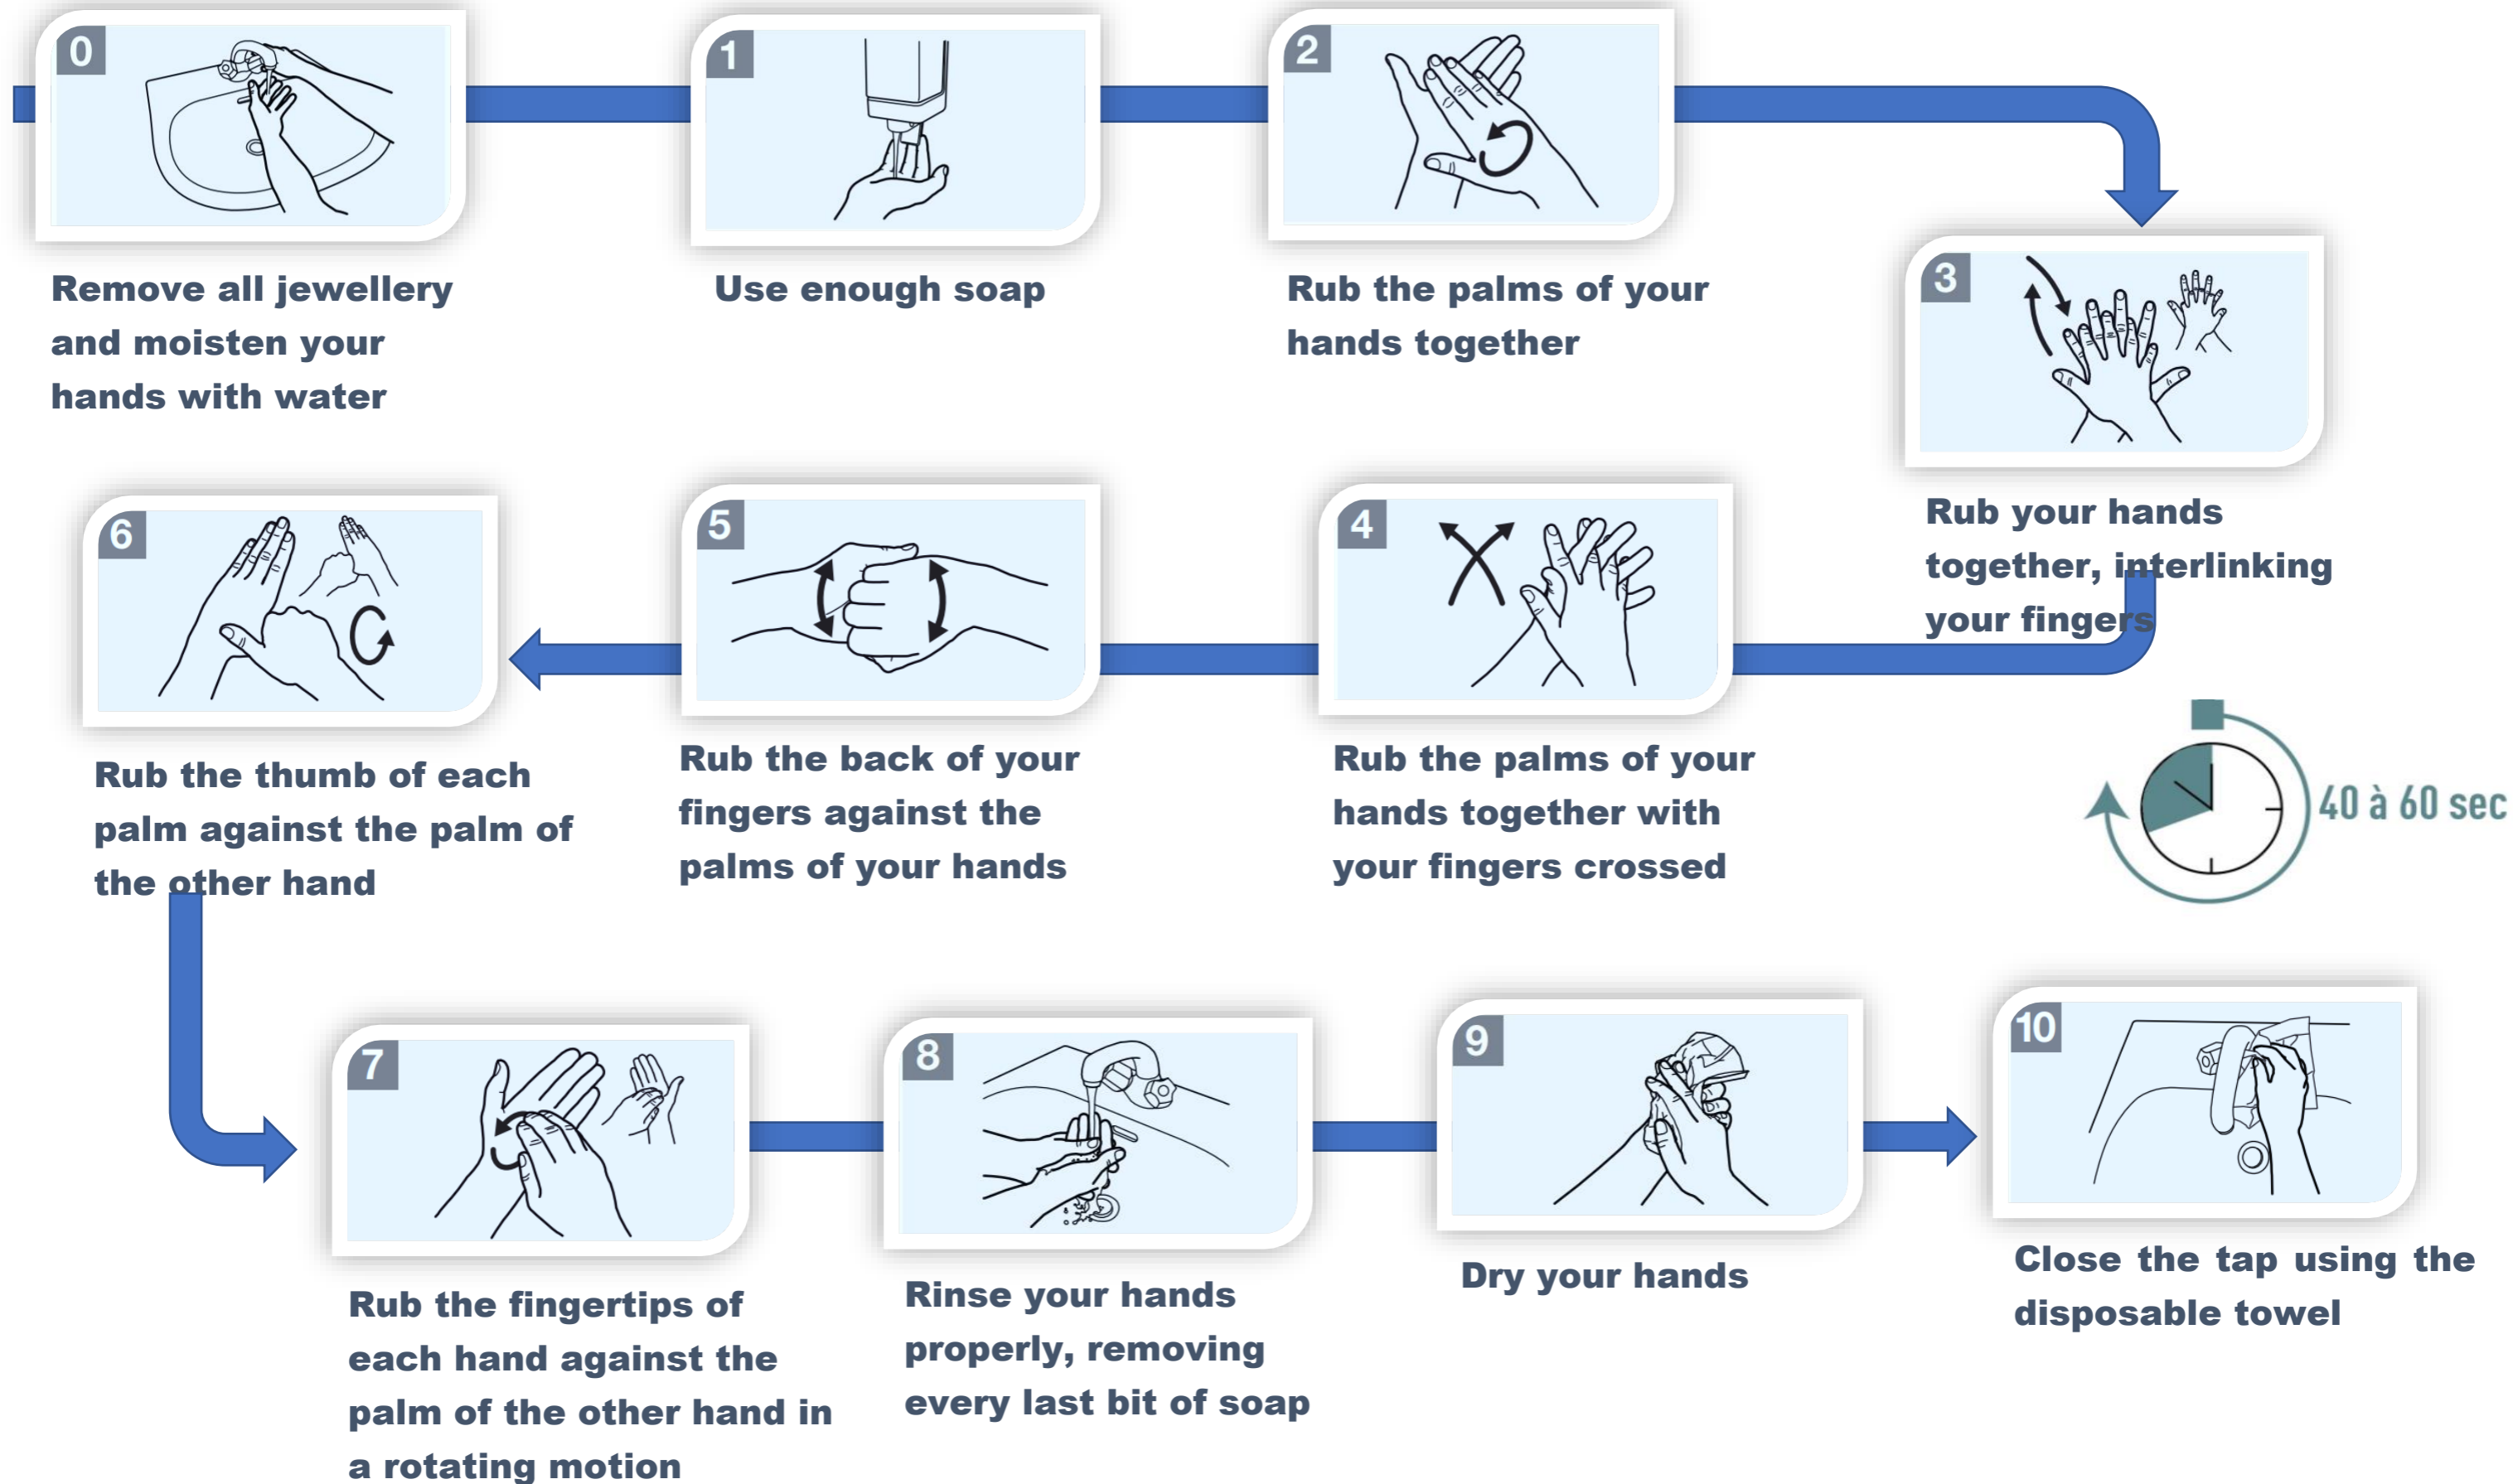 0
Remove all jewellery
and moisten your
hands with water
1
Use enough soap
2
Rub the palms of your
hands together
3
Rub your hands
together, interlinking
your fingers
4
Rub the palms of your
hands together with
your fingers crossed
5
Rub the back of your
fingers against the
palms of your hands
6
Rub the thumb of each
palm against the palm of
the other hand
40 à 60 sec
7
Rub the fingertips of
each hand against the
palm of the other hand in
a rotating motion
8
Rinse your hands
properly, removing
every last bit of soap
9
Dry your hands
10
Close the tap using the
disposable towel